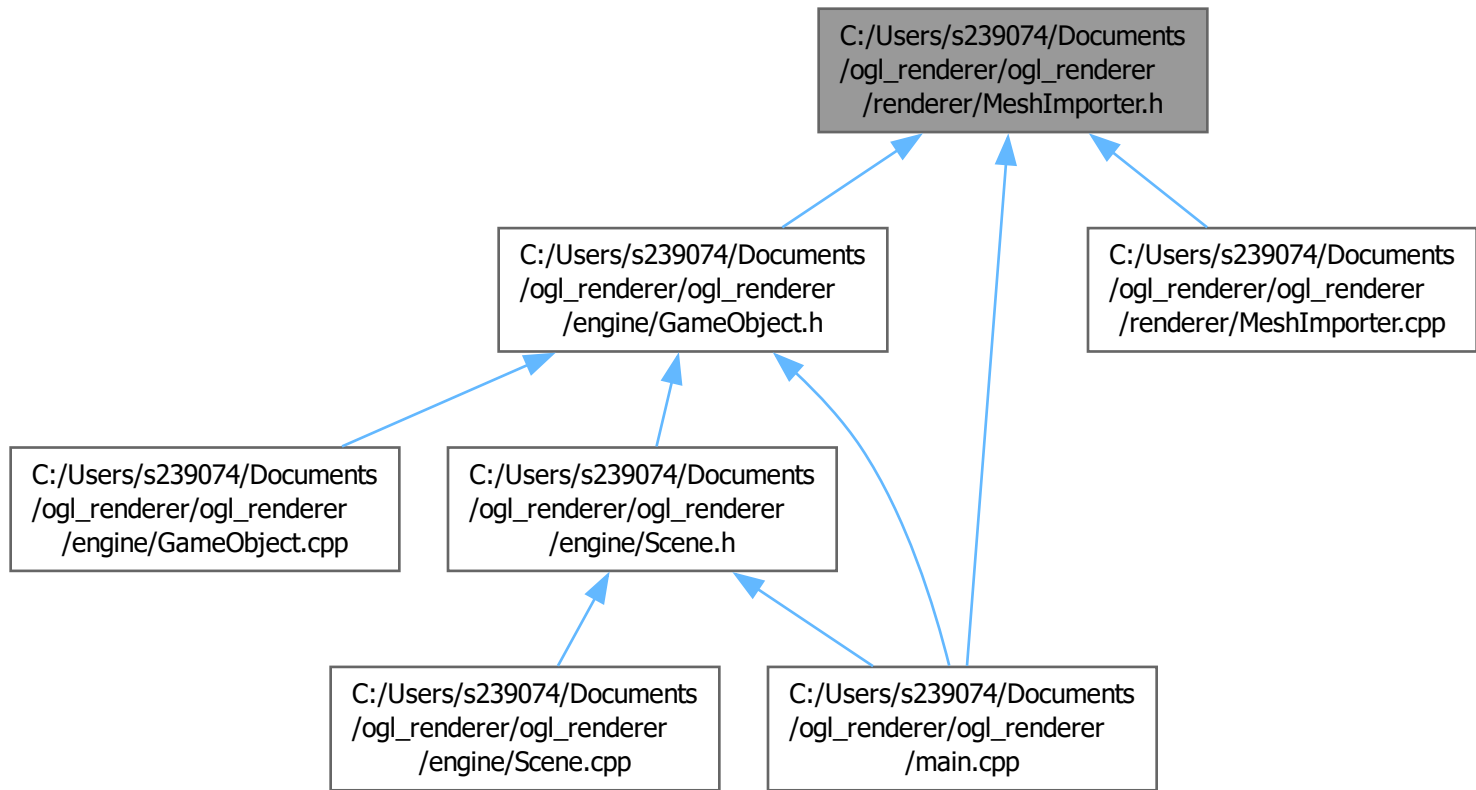 C:/Users/s239074/Documents
/ogl_renderer/ogl_renderer
/renderer/MeshImporter.h
C:/Users/s239074/Documents
/ogl_renderer/ogl_renderer
/engine/GameObject.h
C:/Users/s239074/Documents
/ogl_renderer/ogl_renderer
/renderer/MeshImporter.cpp
C:/Users/s239074/Documents
/ogl_renderer/ogl_renderer
/engine/GameObject.cpp
C:/Users/s239074/Documents
/ogl_renderer/ogl_renderer
/engine/Scene.h
C:/Users/s239074/Documents
/ogl_renderer/ogl_renderer
/engine/Scene.cpp
C:/Users/s239074/Documents
/ogl_renderer/ogl_renderer
/main.cpp